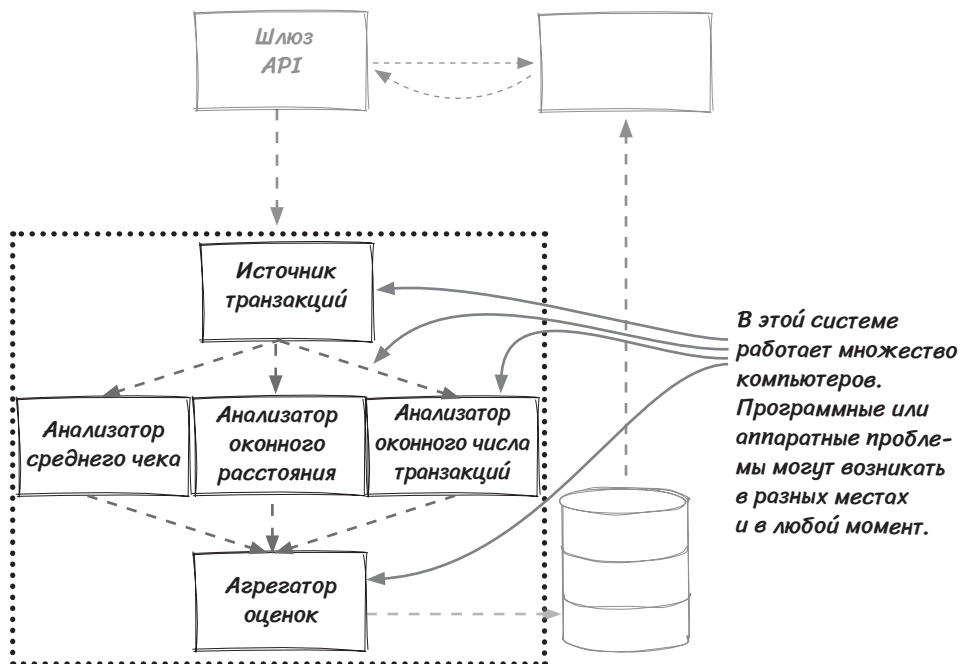 Шлюз
API
Источник
транзакций
Анализатор
среднего чека
Анализатор
оконного
расстояния
Анализатор
оконного числа
транзакций
Агрегатор
оценок
В этой системе
работает множество
компьютеров.
Программные или
аппаратные пробле-
мы могут возникать
в разных местах
и в любой момент.